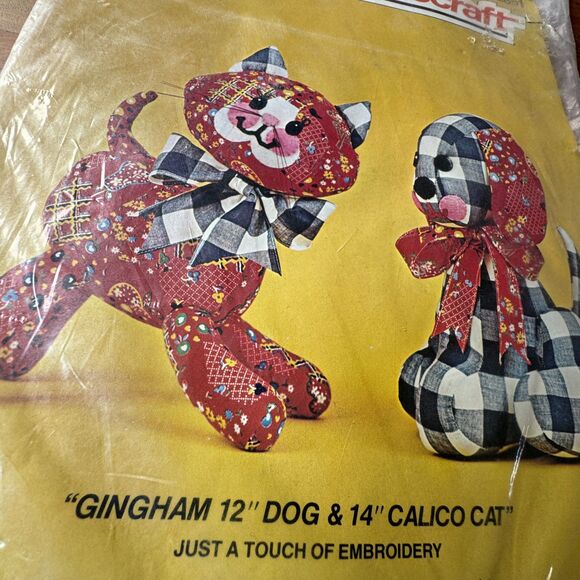 "GINGHAM 12" DOG & 14" CALICO CAT"
JUST A TOUCH OF EMBROIDERY